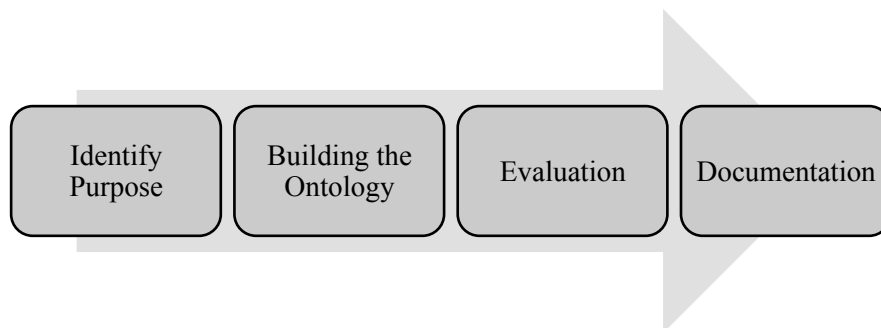 Identify
Purpose
Building the
Ontology
Evaluation
Documentation